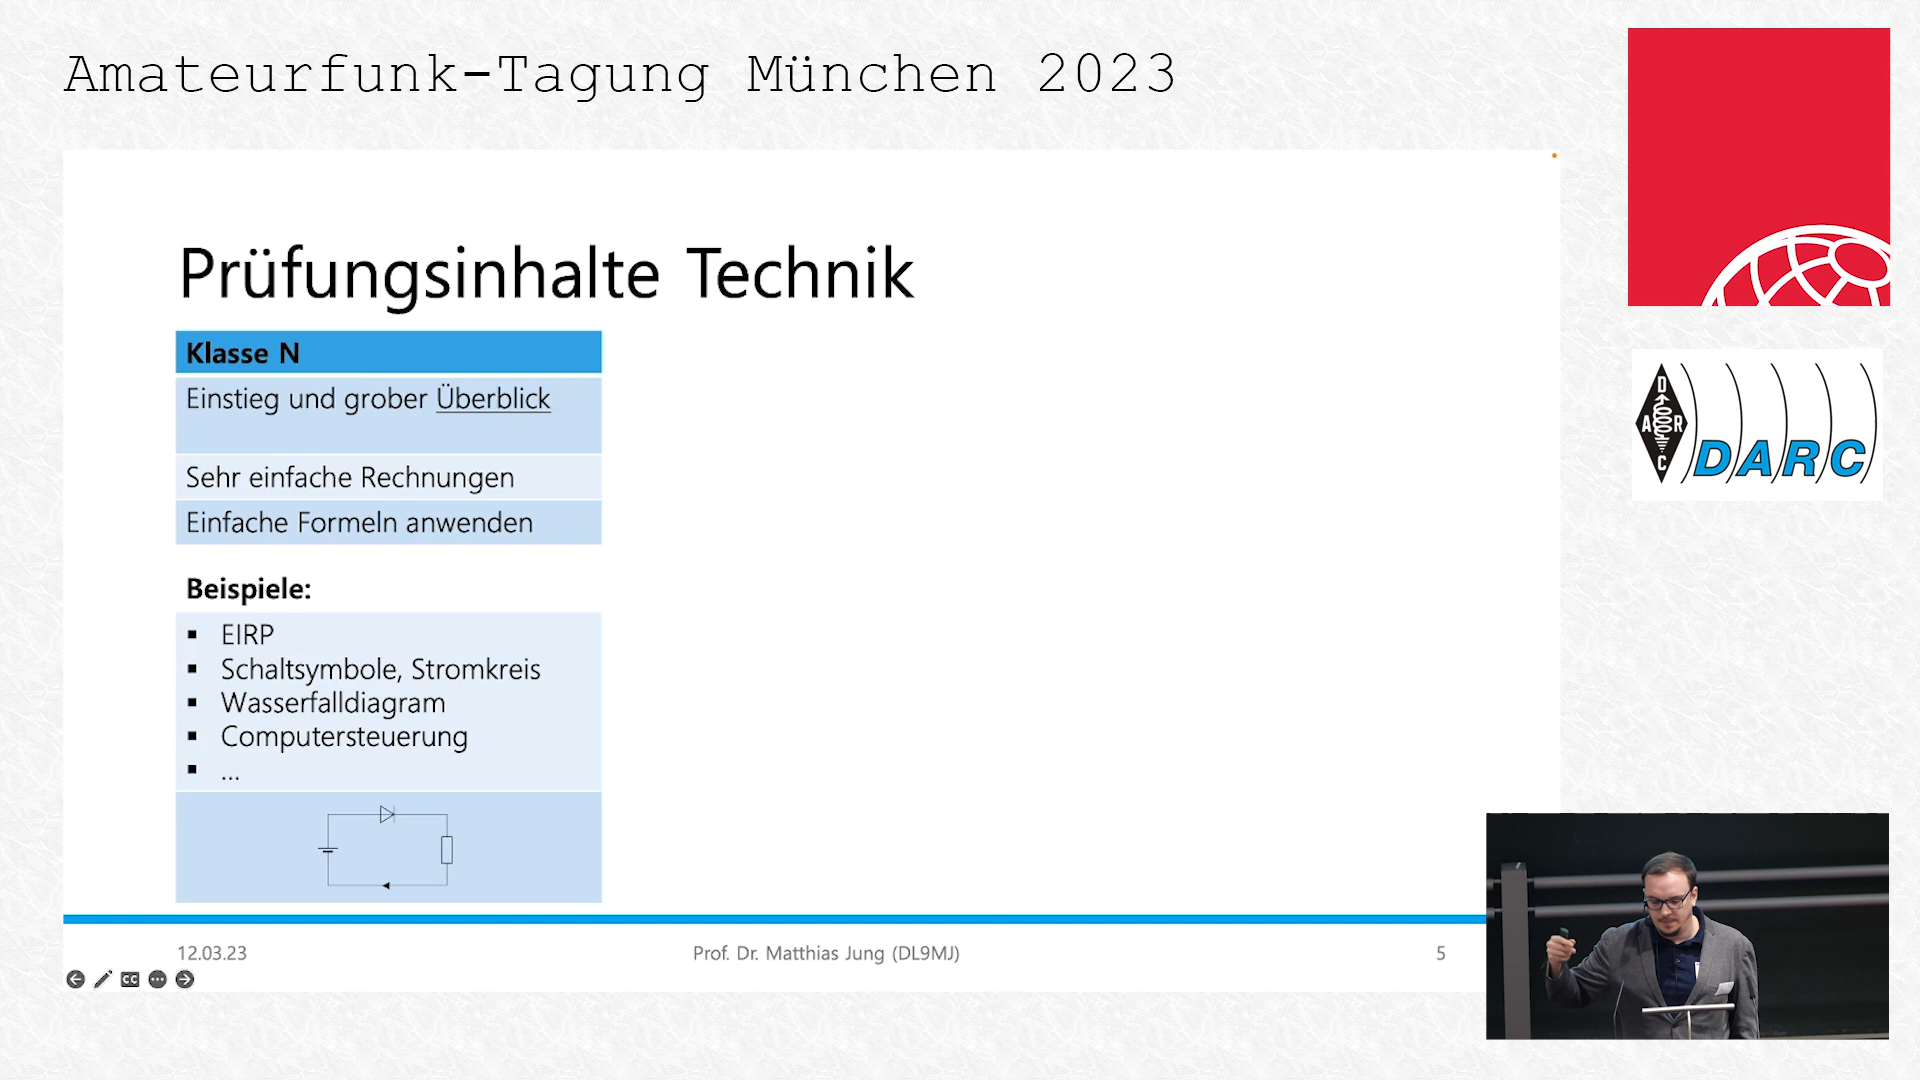 Amateurfunk-Tagung München 2023
Prüfungsinhalte Technik
Klasse N
Einstieg und grober Überblick
Sehr einfache Rechnungen
Einfache Formeln anwenden
Beispiele:
▪ EIRP
▪ Schaltsymbole, Stromkreis
▪ Wasserfalldiagram
▪ Computersteuerung
▪ ...
12.03.23
Prof. Dr. Matthias Jung (DL9MJ)
5
CC
D
A R
C
DARC